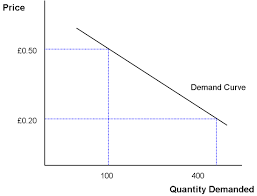 Price
£0.50
Demand Curve
£0.20
100 400
Quantity Demanded